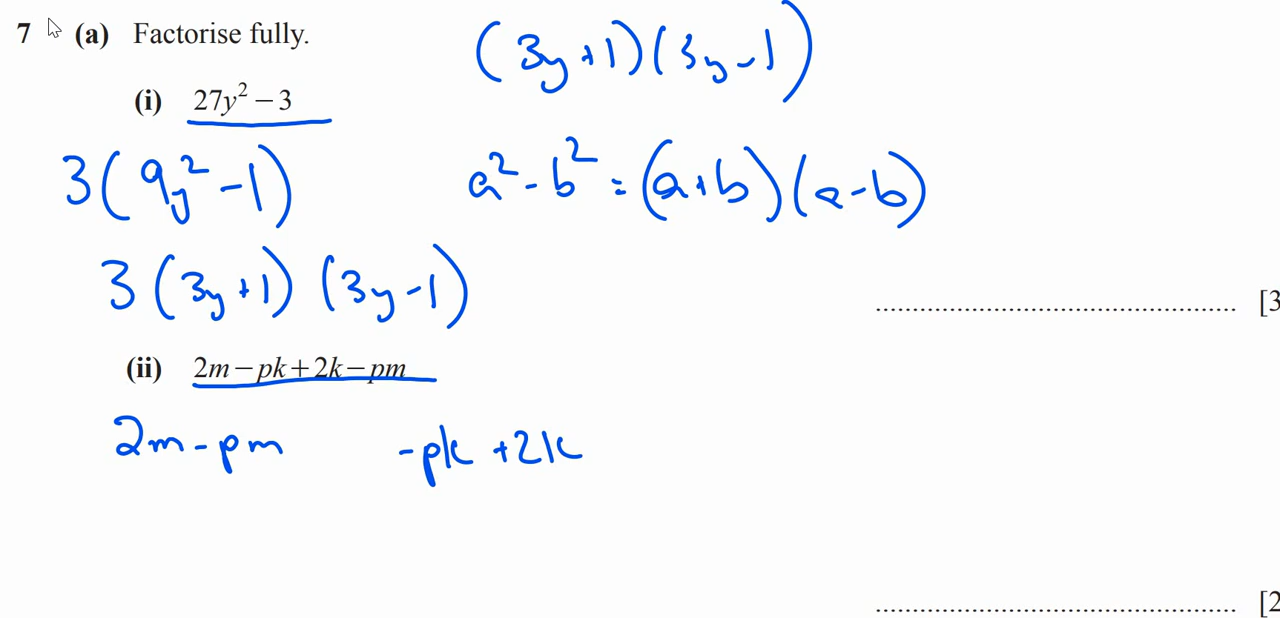 7 (a) Factorise fully.
(3y+1)(3y-1)
(i) 27y² − 3
3(9y²-1)
a²-b² = (a+b)(a-b)
3(3y+1)(3y-1)
........................................ [3
(ii) 2m − pk + 2k − pm
2m-pm -pk+2k
........................................ [2